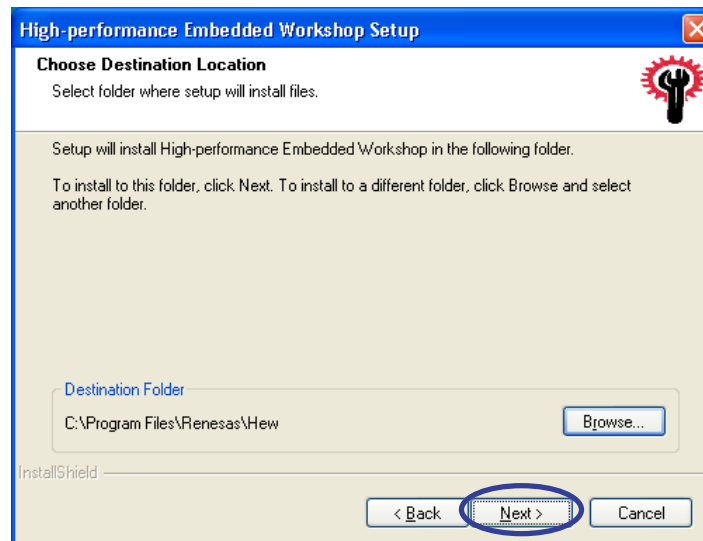 High-performance Embedded Workshop Setup
Choose Destination Location
Select folder where setup will install files.
Setup will install High-performance Embedded Workshop in the following folder.
To install to this folder, click Next. To install to a different folder, click Browse and select
another folder.
Destination Folder
C:\Program Files\Renesas\Hew
Browse...
InstallShield
< Back
Next >
Cancel